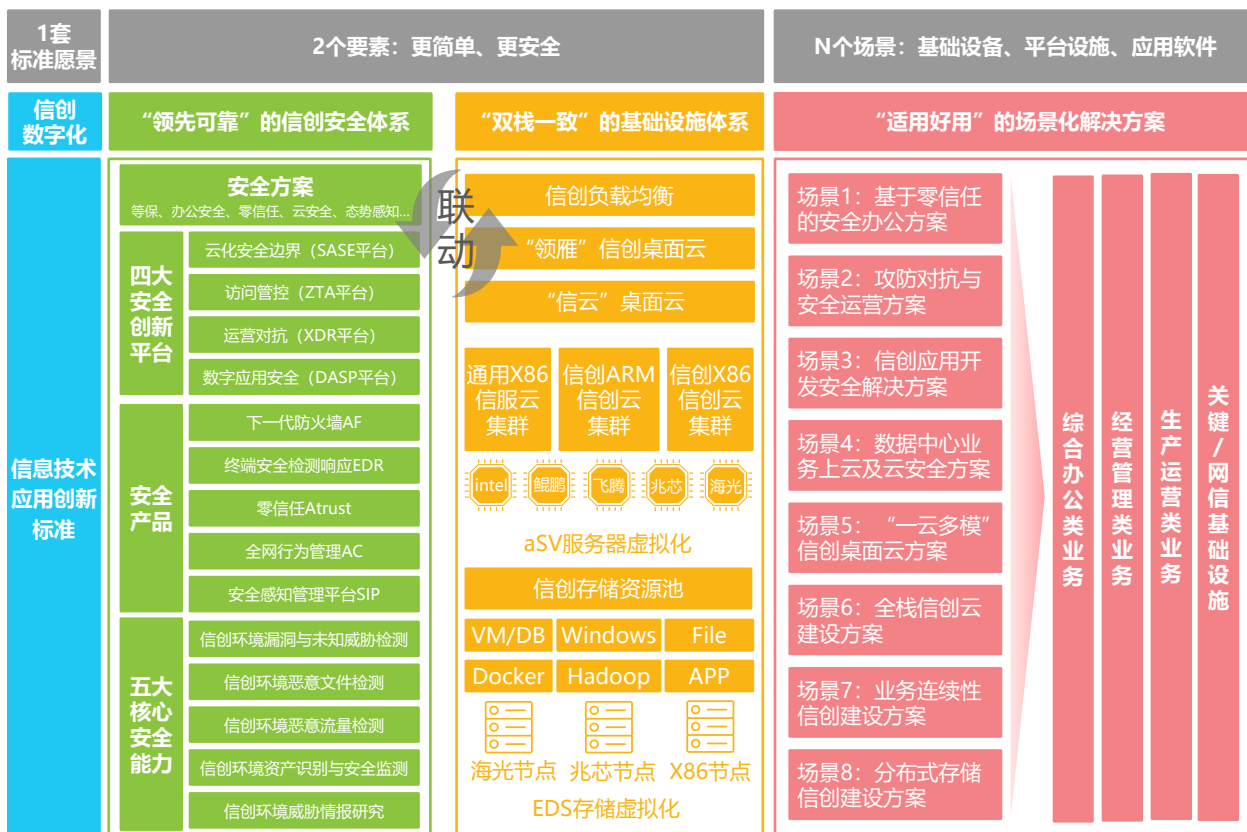 1套
标准愿景
2个要素：更简单、更安全
N个场景：基础设备、平台设施、应用软件
信创
数字化
“领先可靠”的信创安全体系
“双栈一致”的基础设施体系
“适用好用”的场景化解决方案
信息技术
应用创新
标准
安全方案
等保、办公安全、零信任、云安全、态势感知...
四大
安全
创新
平台
云化安全边界（SASE平台）
访问管控（ZTA平台）
运营对抗（XDR平台）
数字应用安全（DASP平台）
安全
产品
下一代防火墙AF
终端安全检测响应EDR
零信任Atrust
全网行为管理AC
安全感知管理平台SIP
五大
核心
安全
能力
信创环境漏洞与未知威胁检测
信创环境恶意文件检测
信创环境恶意流量检测
信创环境资产识别与安全监测
信创环境威胁情报研究
联
动
信创负载均衡
“领雁”信创桌面云
“信云”桌面云
通用X86
信服云
集群
信创ARM
信创云
集群
信创X86
信创云
集群
intel
鲲鹏
飞腾
兆芯
海光
aSV服务器虚拟化
信创存储资源池
VM/DB
Windows
File
Docker
Hadoop
APP
海光节点
兆芯节点
X86节点
EDS存储虚拟化
场景1：基于零信任
的安全办公方案
场景2：攻防对抗与
安全运营方案
场景3：信创应用开
发安全解决方案
场景4：数据中心业
务上云及云安全方案
场景5：“一云多模”
信创桌面云方案
场景6：全栈信创云
建设方案
场景7：业务连续性
信创建设方案
场景8：分布式存储
信创建设方案
综合办公类业务
经营管理类业务
生产运营类业务
关键/网信基础设施